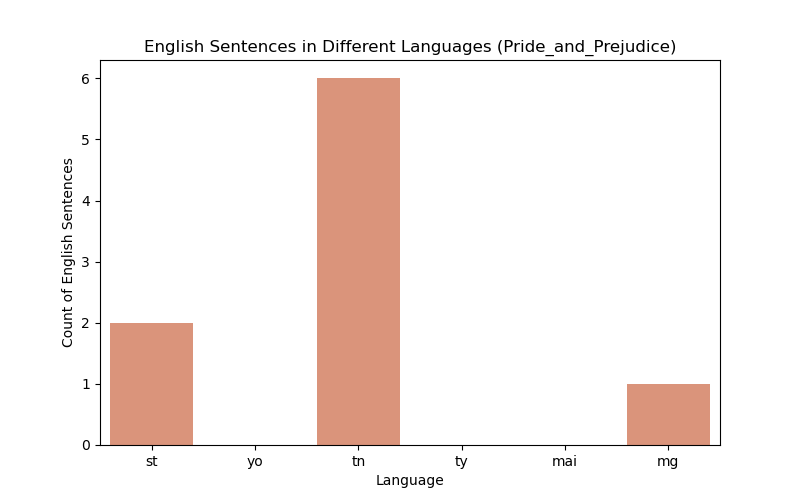 English Sentences in Different Languages (Pride_and_Prejudice)
6
5
4
3
2
1
0
Count of English Sentences
st yo tn ty mai mg
Language